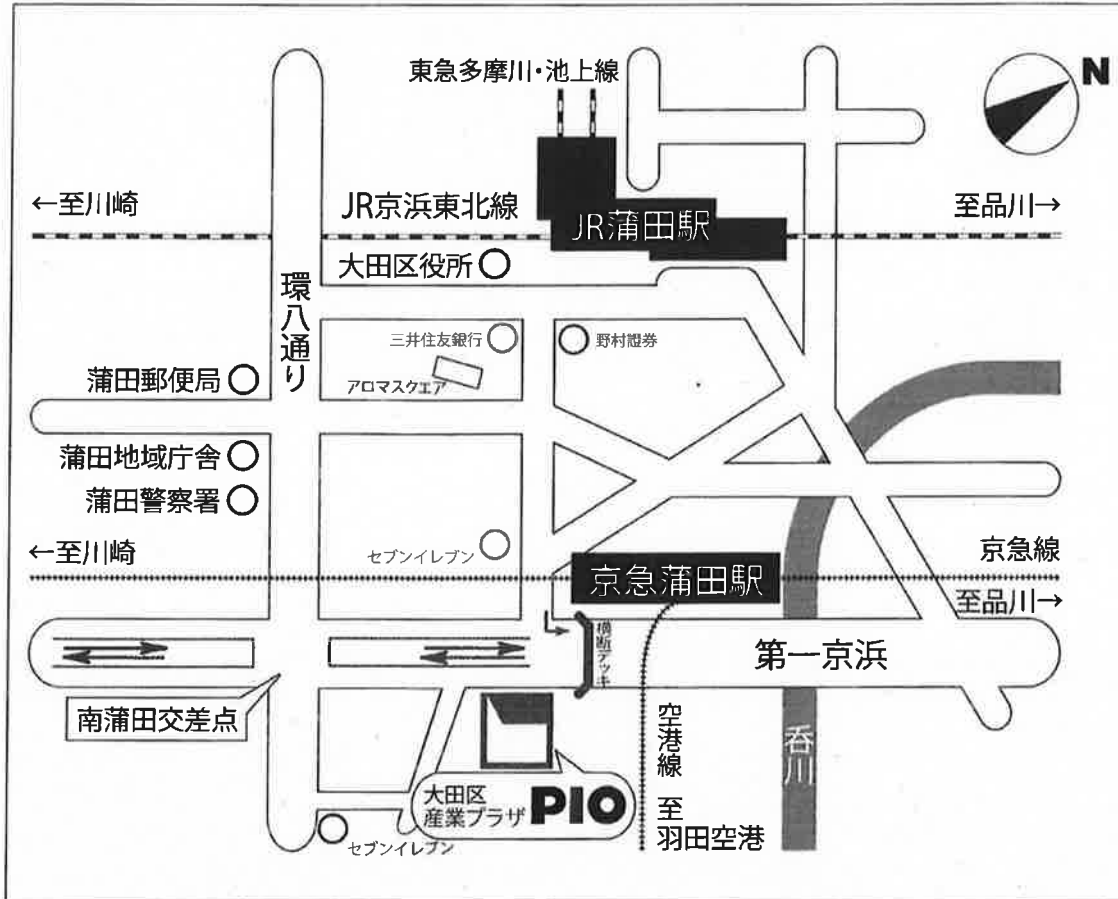 東急多摩川・池上線
N
←至川崎
JR京浜東北線
JR蒲田駅
至品川→
大田区役所
環八通り
三井住友銀行
野村證券
アロマスクエア
蒲田郵便局
蒲田地域庁舎
蒲田警察署
←至川崎
セブンイレブン
京急蒲田駅
京急線
至品川→
横断デッキ
第一京浜
南蒲田交差点
空港線 至
羽田空港
呑川
大田区
産業プラザ PIO
セブンイレブン